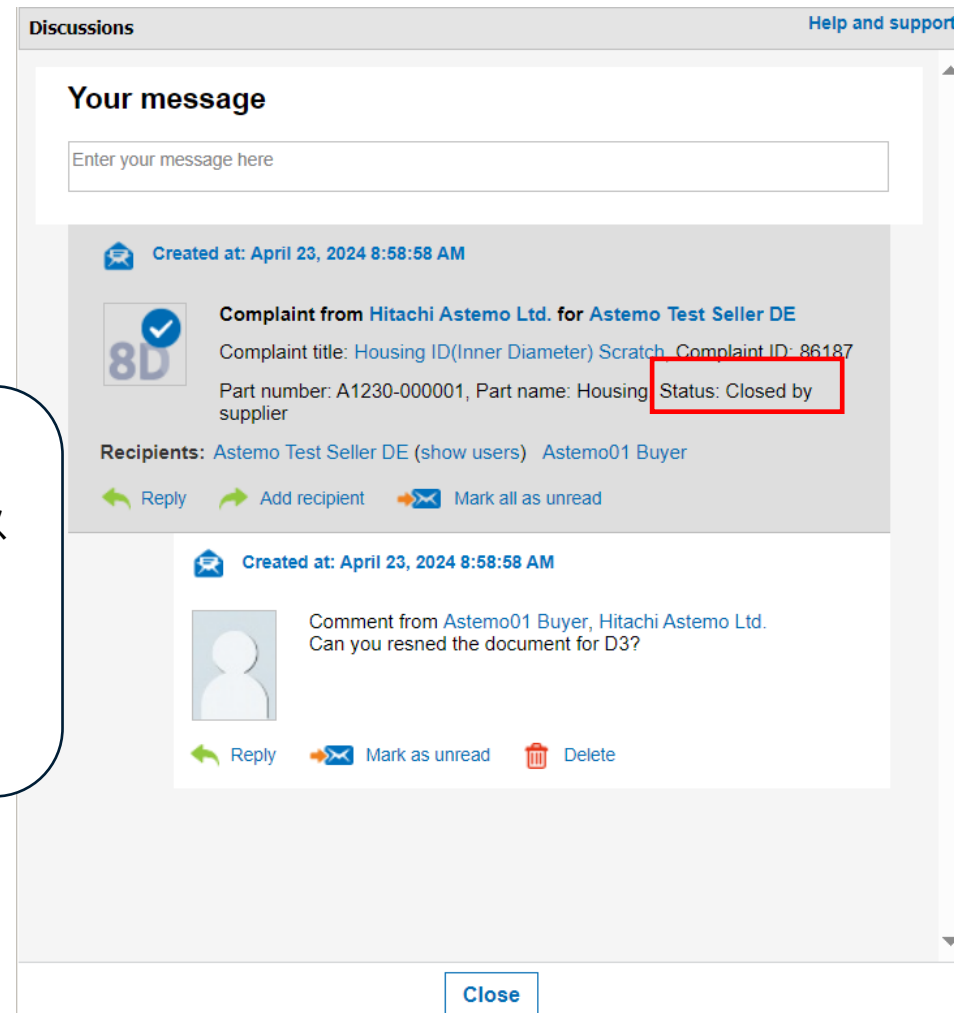 Discussions
Help and support
Your message
Enter your message here
Created at: April 23, 2024 8:58:58 AM
8D
Complaint from Hitachi Astemo Ltd. for Astemo Test Seller DE
Complaint title: Housing ID(Inner Diameter) Scratch, Complaint ID: 86187
Part number: A1230-000001, Part name: Housing, Status: Closed by
supplier
Recipients: Astemo Test Seller DE (show users) Astemo01 Buyer
Reply Add recipient Mark all as unread
Created at: April 23, 2024 8:58:58 AM
Comment from Astemo01 Buyer, Hitachi Astemo Ltd.
Can you resned the document for D3?
Reply Mark as unread Delete
Close